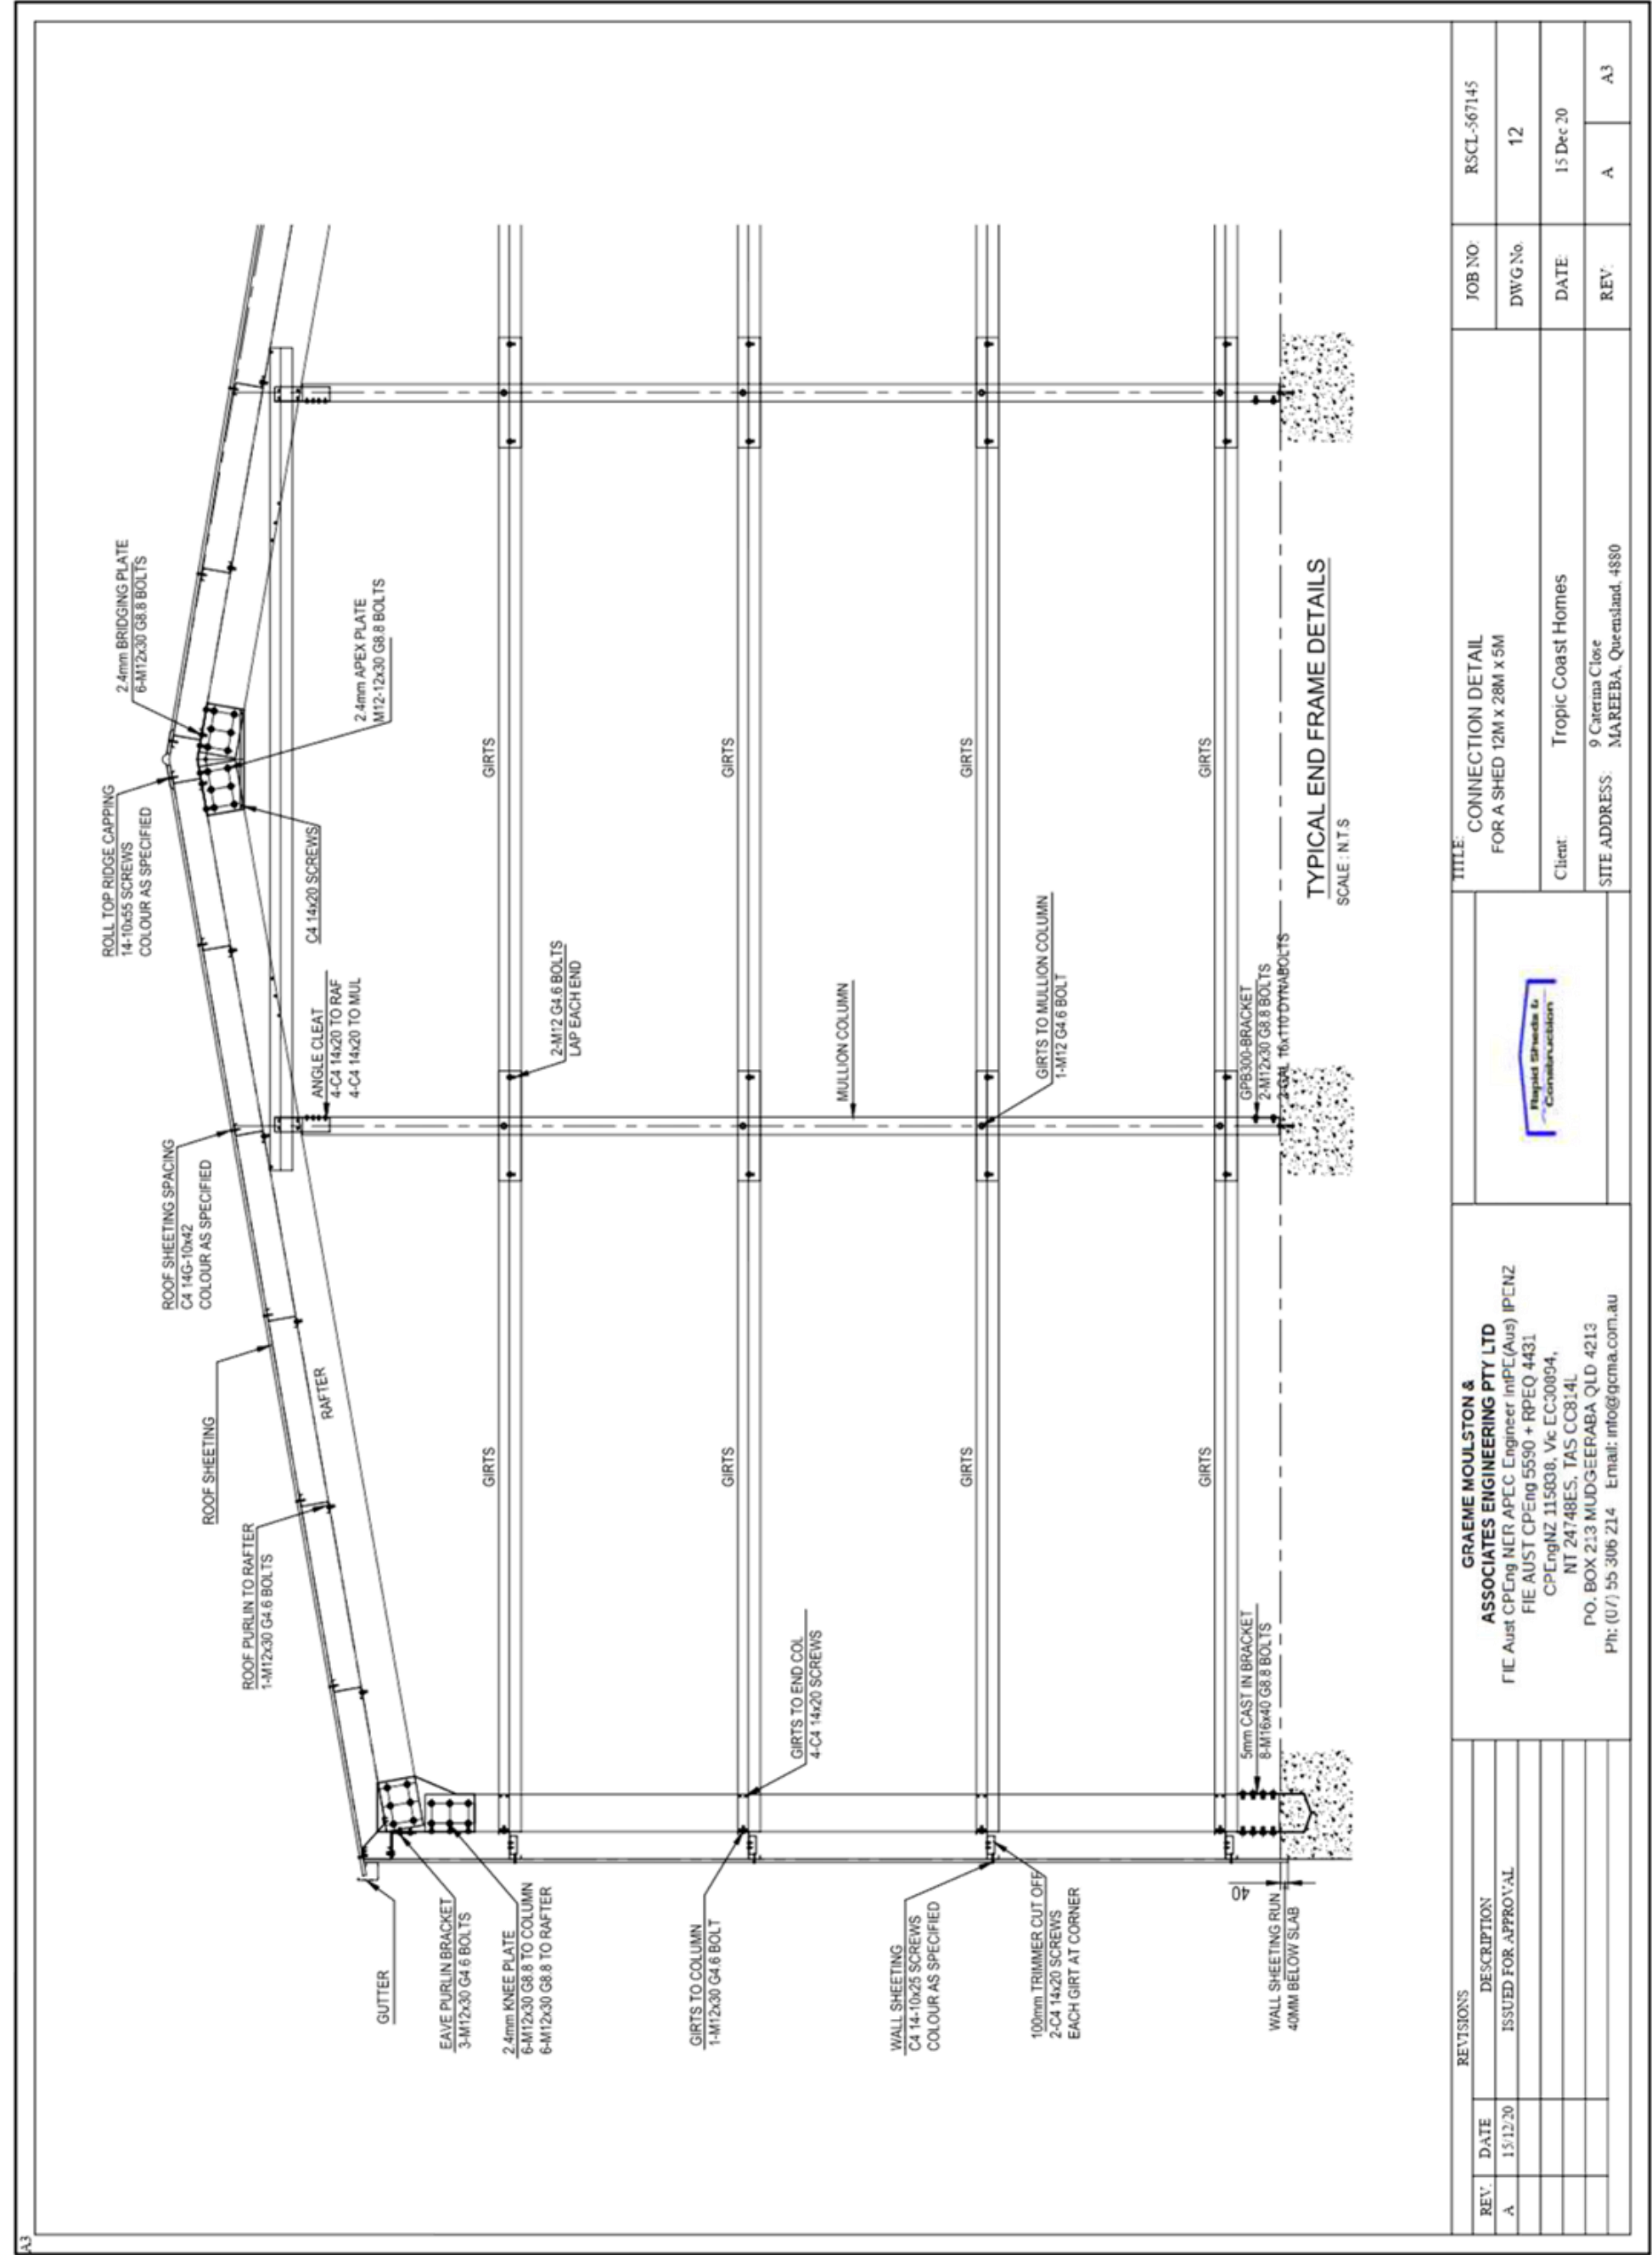 A3
ROLL TOP RIDGE CAPPING
14-10x55 SCREWS
COLOUR AS SPECIFIED
2.4mm BRIDGING PLATE
6-M12x30 G8.8 BOLTS
ROOF SHEETING SPACING
C4 14G-10x42
COLOUR AS SPECIFIED
ROOF SHEETING
ROOF PURLIN TO RAFTER
1-M12x30 G4.6 BOLTS
RAFTER
ANGLE CLEAT
4-C4 14x20 TO RAF
4-C4 14x20 TO MUL
C4 14x20 SCREWS
2.4mm APEX PLATE
M12-12x30 G8.8 BOLTS
GUTTER
EAVE PURLIN BRACKET
3-M12x30 G4.6 BOLTS
2.4mm KNEE PLATE
6-M12x30 G8.8 TO COLUMN
6-M12x30 G8.8 TO RAFTER
GIRTS
GIRTS
2-M12 G4.6 BOLTS
LAP EACH END
GIRTS TO COLUMN
1-M12x30 G4.6 BOLT
GIRTS TO END COL
4-C4 14x20 SCREWS
GIRTS
GIRTS
MULLION COLUMN
WALL SHEETING
C4 14-10x25 SCREWS
COLOUR AS SPECIFIED
GIRTS
GIRTS
GIRTS TO MULLION COLUMN
1-M12 G4.6 BOLT
100mm TRIMMER CUT OFF
2-C4 14x20 SCREWS
EACH GIRT AT CORNER
GIRTS
GIRTS
5mm CAST IN BRACKET
8-M16x40 G8.8 BOLTS
GPB300-BRACKET
2-M12x30 G8.8 BOLTS
2-GAL 16x110 DYNABOLTS
40
WALL SHEETING RUN
40MM BELOW SLAB
TYPICAL END FRAME DETAILS
SCALE : N.T.S
REVISIONS
REV. DATE DESCRIPTION
A 15/12/20 ISSUED FOR APPROVAL
GRAEME MOULSTON &
ASSOCIATES ENGINEERING PTY LTD
FIE Aust CPEng NER APEC Engineer IntPE(Aus) IPENZ
FIE AUST CPEng 5590 + RPEQ 4431
CPEngNZ 115838, Vic EC30894,
NT 24748ES, TAS CC814L
PO. BOX 213 MUDGEERABA QLD 4213
Ph: (07) 55 306 214 Email: info@gcma.com.au
Rapid Sheds &
Construction
TITLE:
CONNECTION DETAIL
FOR A SHED 12M x 28M x 5M
Client: Tropic Coast Homes
SITE ADDRESS: 9 Caterina Close
MAREEBA, Queensland, 4880
JOB NO: RSCL-567145
DWG No. 12
DATE: 15 Dec 20
REV: A A3